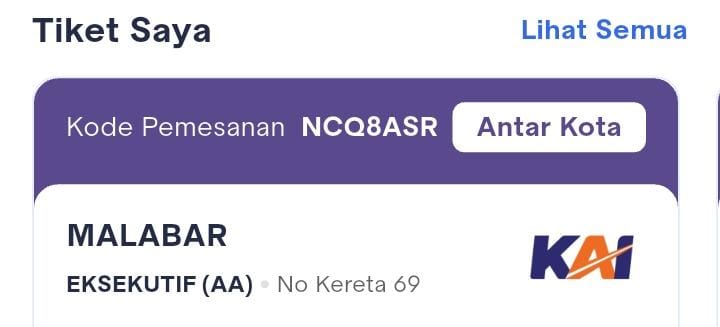 Tiket Saya Lihat Semua
Kode Pemesanan NCQ8ASR Antar Kota
MALABAR
KAI
EKSEKUTIF (AA) • No Kereta 69